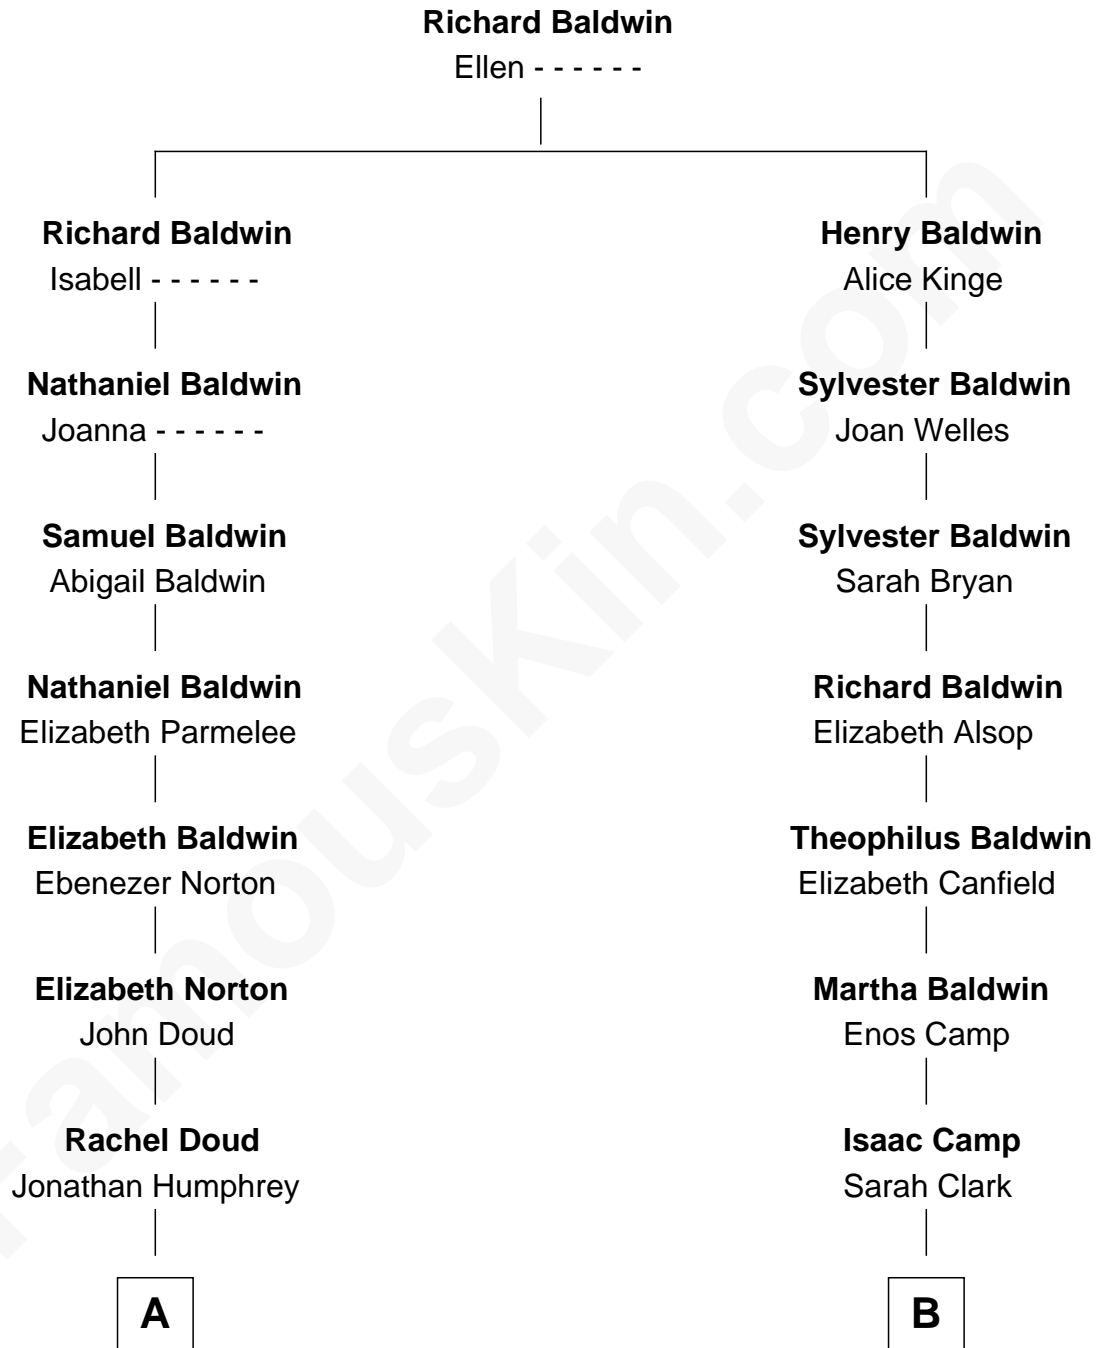 Richard Baldwin
Ellen - - - - - -
Richard Baldwin
Isabell - - - - - -
Nathaniel Baldwin
Joanna - - - - - -
Samuel Baldwin
Abigail Baldwin
Nathaniel Baldwin
Elizabeth Parmelee
Elizabeth Baldwin
Ebenezer Norton
Elizabeth Norton
John Doud
Rachel Doud
Jonathan Humphrey
A
Henry Baldwin
Alice Kinge
Sylvester Baldwin
Joan Welles
Sylvester Baldwin
Sarah Bryan
Richard Baldwin
Elizabeth Alsop
Theophilus Baldwin
Elizabeth Canfield
Martha Baldwin
Enos Camp
Isaac Camp
Sarah Clark
B
FamousKin.com